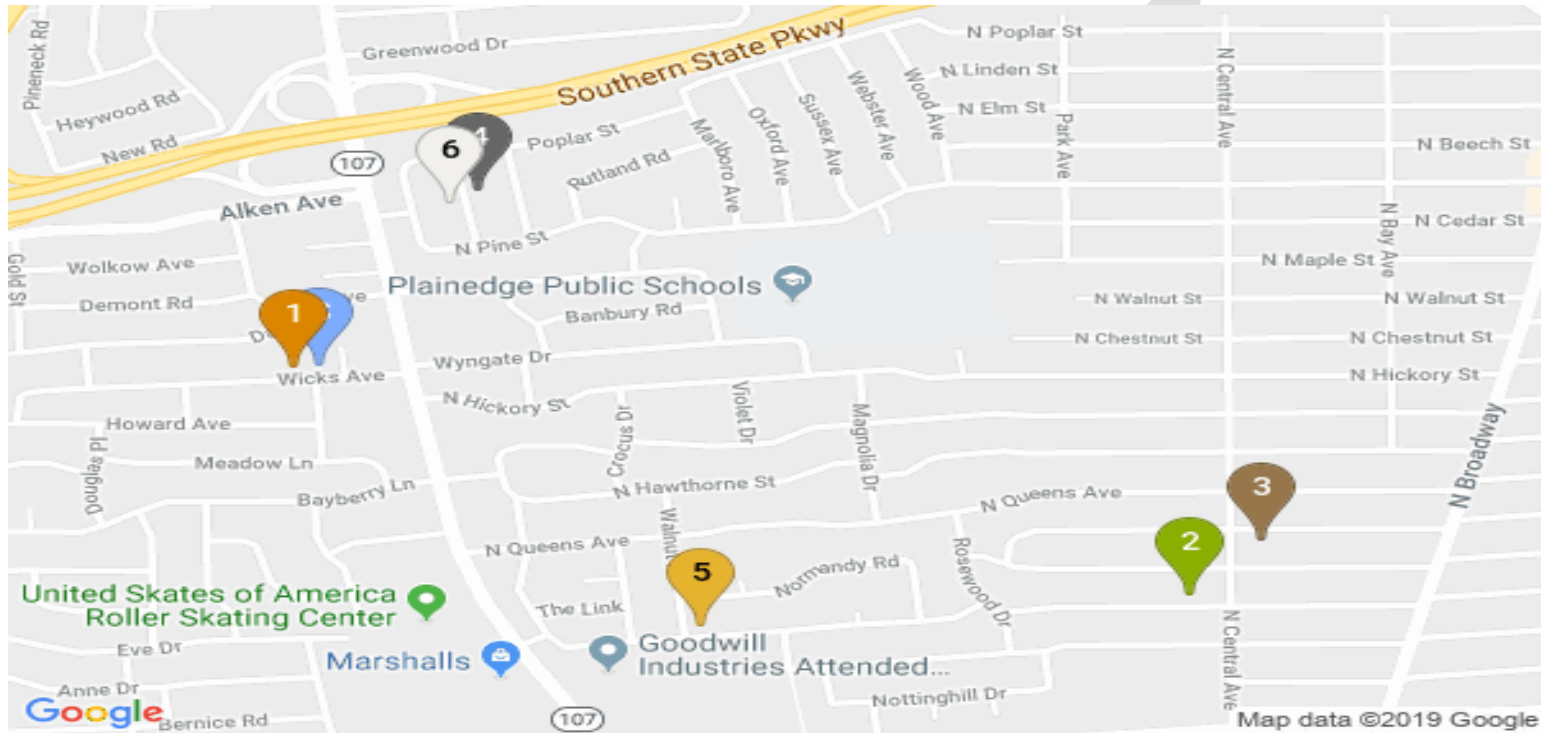 Pineneck Rd
Greenwood Dr
Southern State Pkwy
N Poplar St
N Linden St
N Elm St
N Central Ave
Heywood Rd
New Rd
107
6
4
Poplar St
Rutland Rd
Marlboro Ave
Oxford Ave
Sussex Ave
Webster Ave
Wood Ave
Park Ave
N Beech St
Alken Ave
N Pine St
N Bay Ave
N Cedar St
Wolkow Ave
Gold St
Demont Rd
Plainedge Public Schools
N Maple St
N Walnut St
N Walnut St
1
Banbury Rd
N Chestnut St
N Chestnut St
Wyngate Dr
Wicks Ave
N Hickory St
N Hickory St
Howard Ave
Crocus Dr
Violet Dr
Magnolia Dr
N Broadway
Douglas Pl
Meadow Ln
Bayberry Ln
N Hawthorne St
N Queens Ave
3
Walnut
N Queens Ave
2
5
Normandy Rd
Rosewood Dr
United Skates of America
Roller Skating Center
The Link
Goodwill
Industries Attended...
Marshalls
N Central Ave
Eve Dr
Anne Dr
Nottinghill Dr
Google
Bernice Rd
107
Map data ©2019 Google